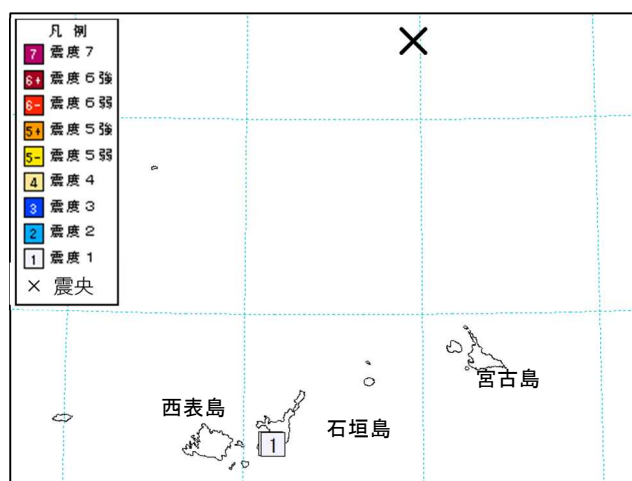 凡 例
7 震度７
6+ 震度６強
6- 震度６弱
5+ 震度５強
5- 震度５弱
4 震度４
3 震度３
2 震度２
1 震度１
× 震央
宮古島
西表島
石垣島
1